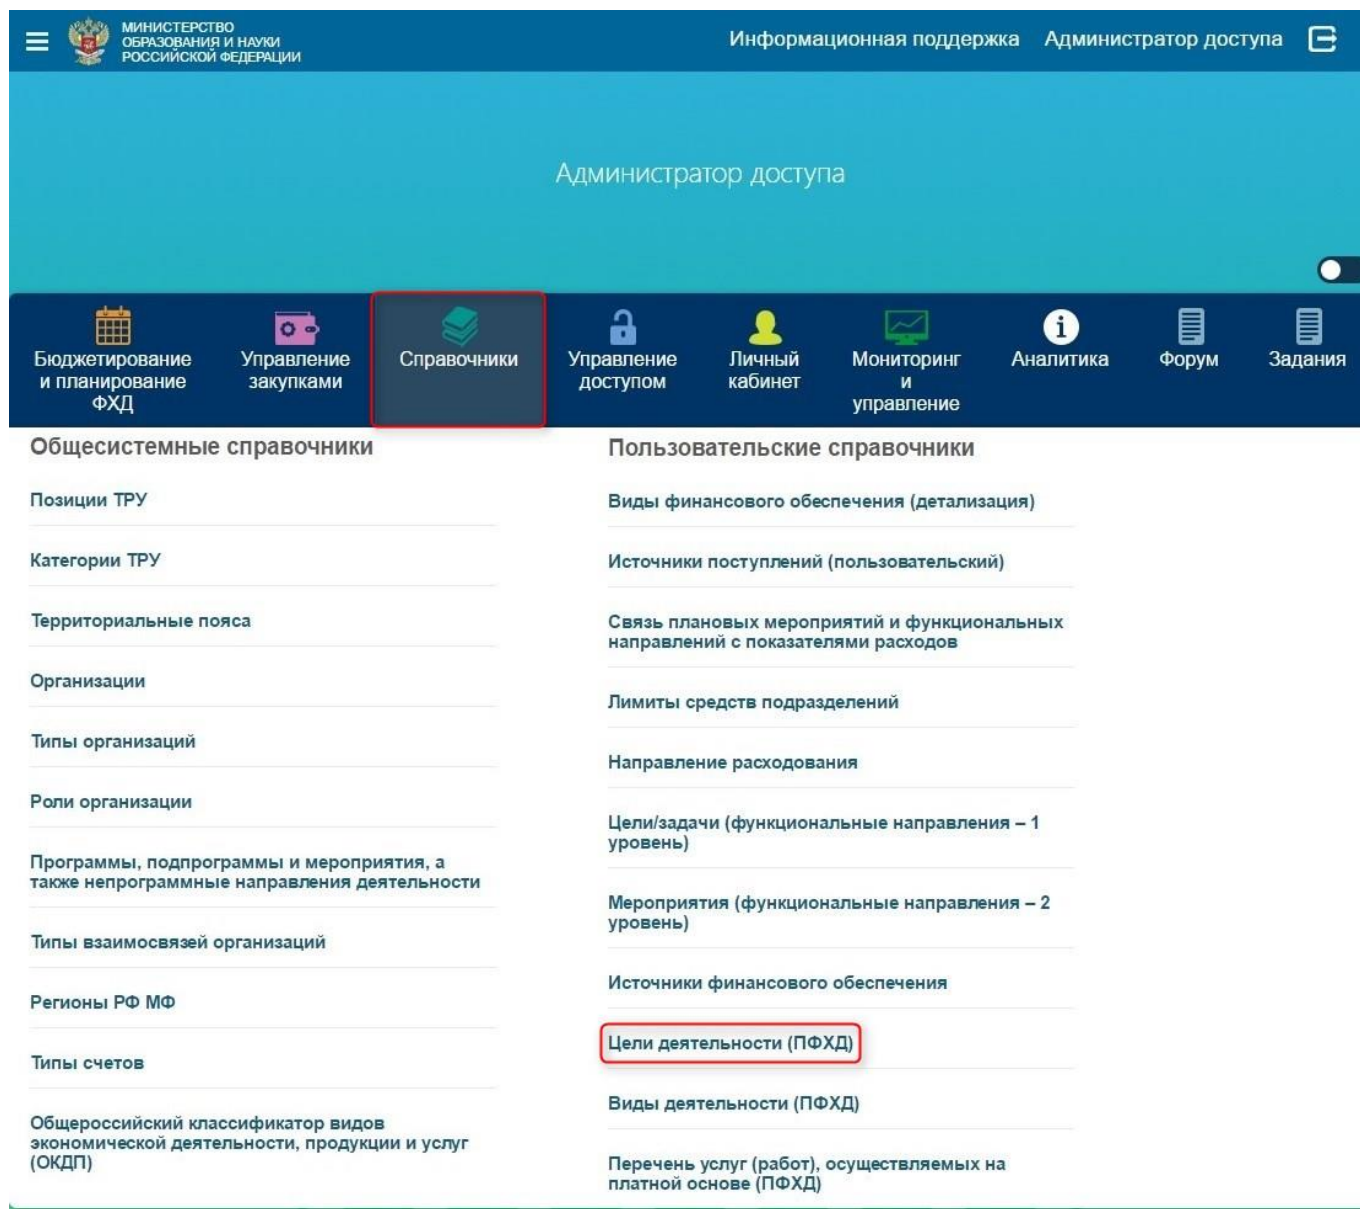 МИНИСТЕРСТВО
ОБРАЗОВАНИЯ И НАУКИ
РОССИЙСКОЙ ФЕДЕРАЦИИ
Информационная поддержка
Администратор доступа
Администратор доступа
Бюджетирование
и планирование
ФХД
Управление
закупками
Справочники
Управление
доступом
Личный
кабинет
Мониторинг
и
управление
Аналитика
Форум
Задания
Общесистемные справочники
Позиции ТРУ
Категории ТРУ
Территориальные пояса
Организации
Типы организаций
Роли организации
Программы, подпрограммы и мероприятия, а
также непрограммные направления деятельности
Типы взаимосвязей организаций
Регионы РФ МФ
Типы счетов
Общероссийский классификатор видов
экономической деятельности, продукции и услуг
(ОКДП)
Пользовательские справочники
Виды финансового обеспечения (детализация)
Источники поступлений (пользовательский)
Связь плановых мероприятий и функциональных
направлений с показателями расходов
Лимиты средств подразделений
Направление расходования
Цели/задачи (функциональные направления – 1
уровень)
Мероприятия (функциональные направления – 2
уровень)
Источники финансового обеспечения
Цели деятельности (ПФХД)
Виды деятельности (ПФХД)
Перечень услуг (работ), осуществляемых на
платной основе (ПФХД)